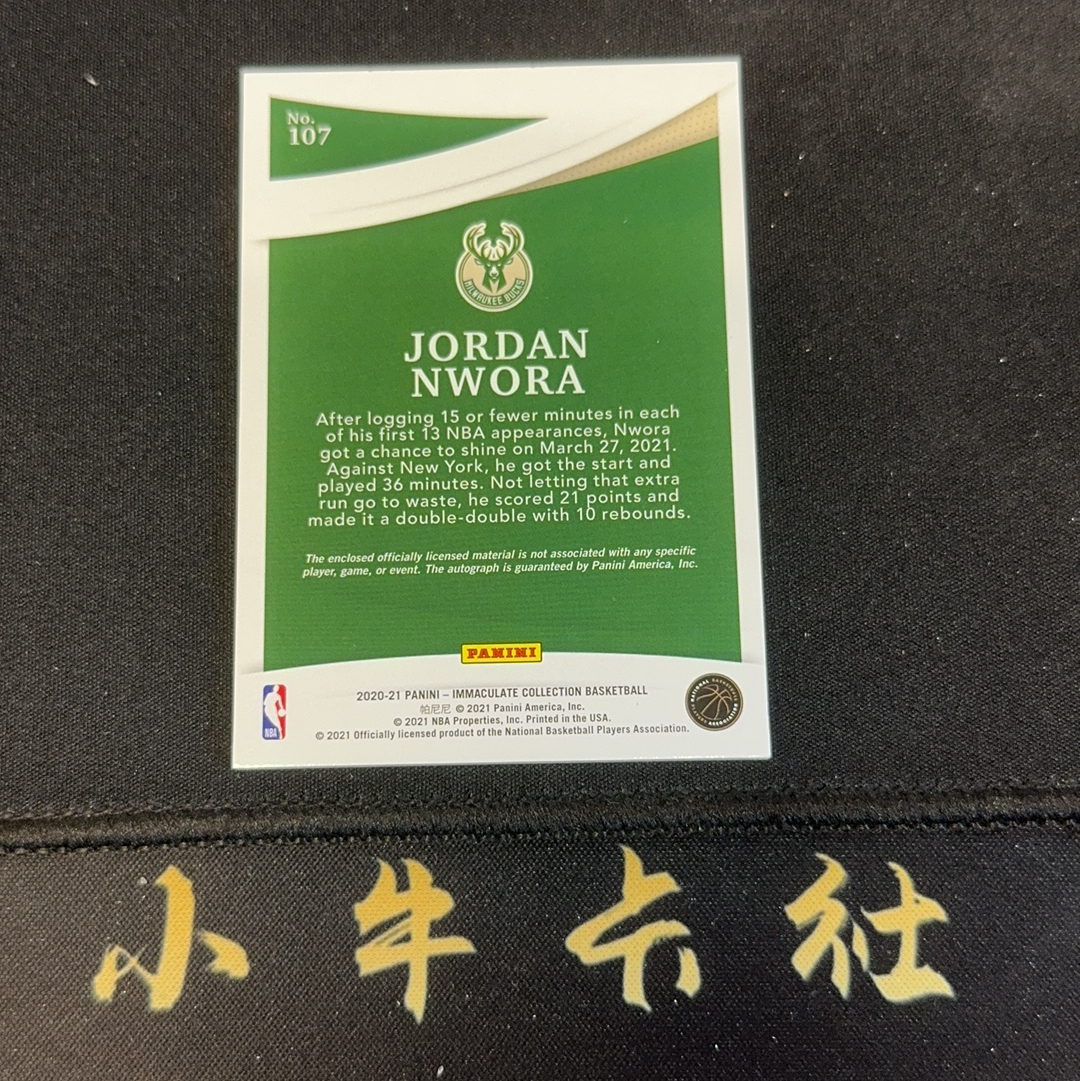 No.
107
MILWAUKEE BUCKS
JORDAN
NWORA
After logging 15 or fewer minutes in each
of his first 13 NBA appearances, Nwora
got a chance to shine on March 27, 2021.
Against New York, he got the start and
played 36 minutes. Not letting that extra
run go to waste, he scored 21 points and
made it a double-double with 10 rebounds.
The enclosed officially licensed material is not associated with any specific
player, game, or event. The autograph is guaranteed by Panini America, Inc.
PANINI
2020-21 PANINI – IMMACULATE COLLECTION BASKETBALL
帕尼尼 © 2021 Panini America, Inc.
© 2021 NBA Properties, Inc. Printed in the USA.
© 2021 Officially licensed product of the National Basketball Players Association.
NBA
NATIONAL BASKETBALL PLAYERS ASSOCIATION
小牛卡社